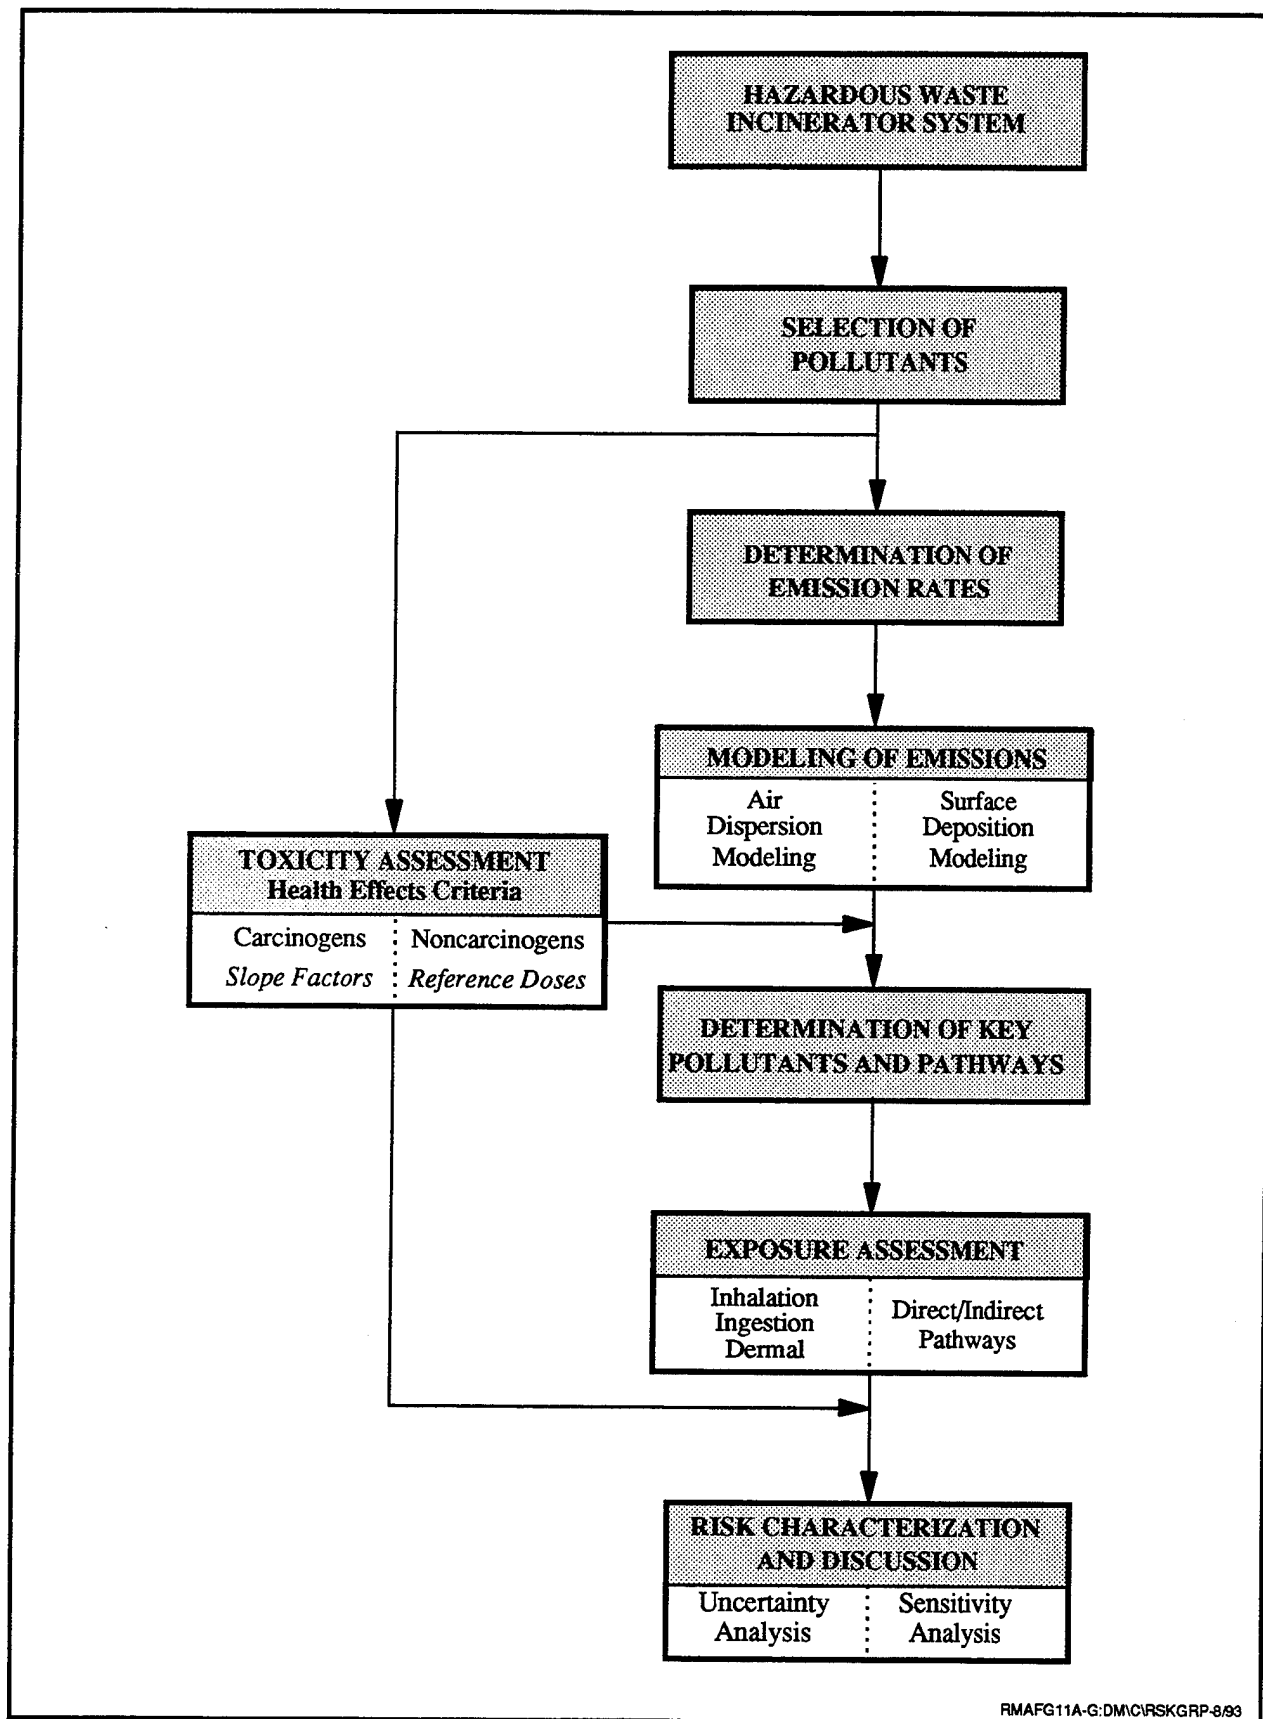 HAZARDOUS WASTE
INCINERATOR SYSTEM
SELECTION OF
POLLUTANTS
DETERMINATION OF
EMISSION RATES
MODELING OF EMISSIONS
Air
Dispersion
Modeling
Surface
Deposition
Modeling
TOXICITY ASSESSMENT
Health Effects Criteria
Carcinogens
Slope Factors
Noncarcinogens
Reference Doses
DETERMINATION OF KEY
POLLUTANTS AND PATHWAYS
EXPOSURE ASSESSMENT
Inhalation
Ingestion
Dermal
Direct/Indirect
Pathways
RISK CHARACTERIZATION
AND DISCUSSION
Uncertainty
Analysis
Sensitivity
Analysis
RMAFG11A-G:DM\C\RSKGRP-8/93